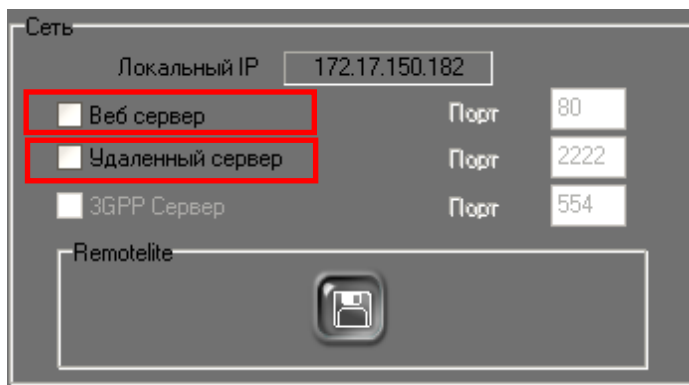 Сеть
Локальный IP 172.17.150.182
Веб сервер Порт 80
Удаленный сервер Порт 2222
3GPP Сервер Порт 554
Remotelite